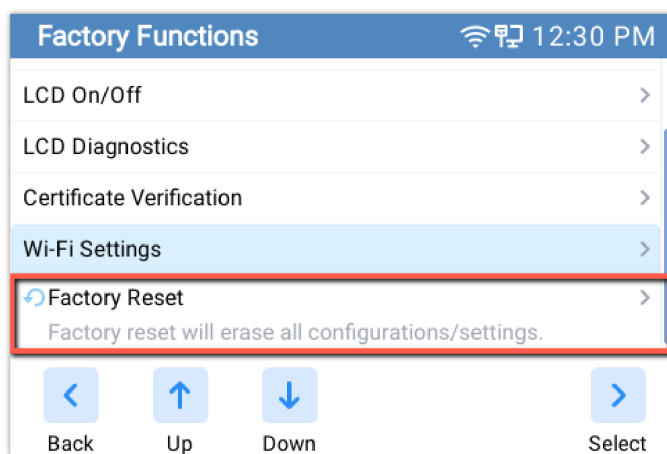 Factory Functions 12:30 PM
LCD On/Off
LCD Diagnostics
Certificate Verification
Wi-Fi Settings
Factory Reset
Factory reset will erase all configurations/settings.
Back Up Down Select